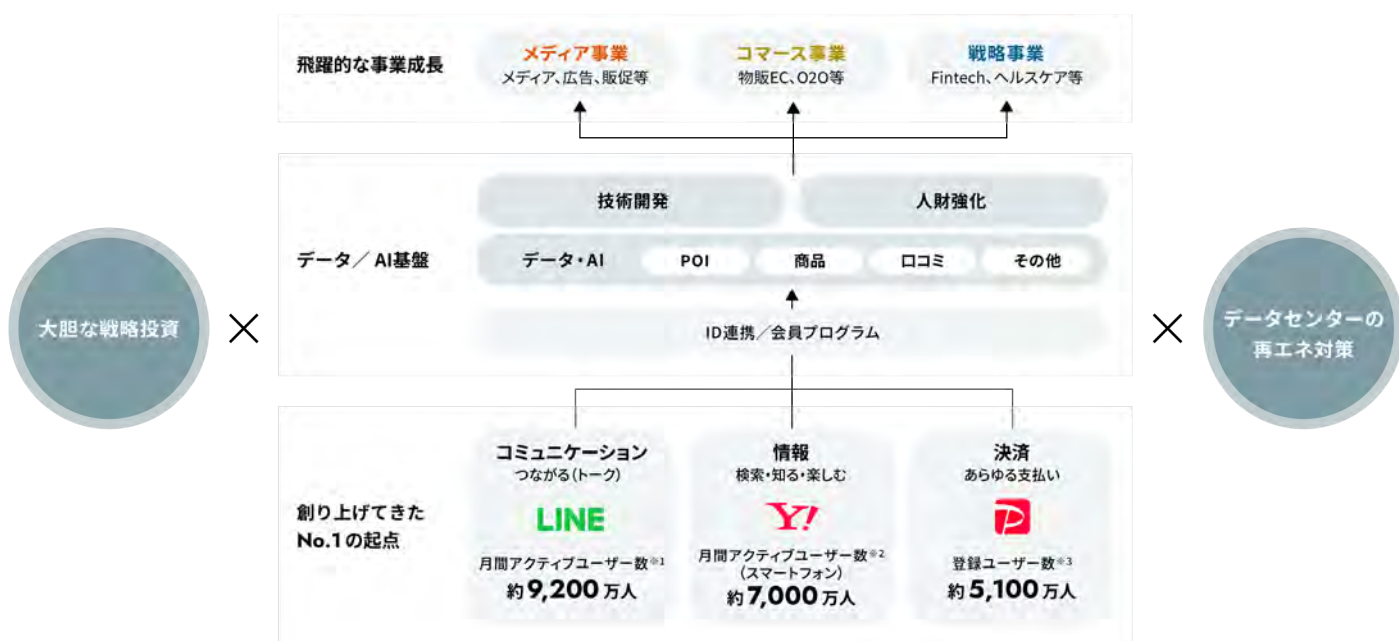 飛躍的な事業成長
メディア事業
メディア、広告、販促等
コマース事業
物販EC、O2O等
戦略事業
Fintech、ヘルスケア等
大胆な戦略投資
×
データ／AI基盤
技術開発
人財強化
データ・AI
POI
商品
口コミ
その他
ID連携／会員プログラム
×
データセンターの
再エネ対策
創り上げてきた
No.1の起点
コミュニケーション
つながる(トーク)
LINE
月間アクティブユーザー数※1
約9,200万人
情報
検索・知る・楽しむ
Y!
月間アクティブユーザー数※2
(スマートフォン)
約7,000万人
決済
あらゆる支払い
P
登録ユーザー数※3
約5,100万人